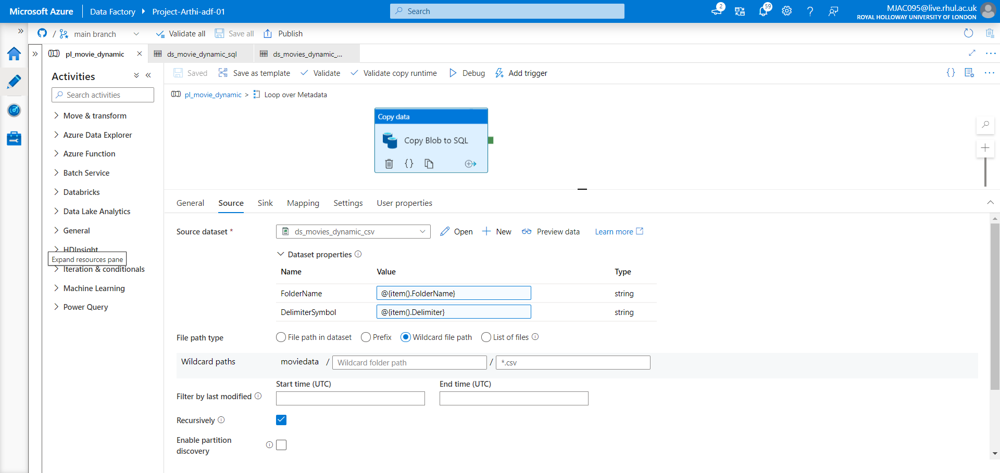 Microsoft Azure
Data Factory
Project-Arthi-adf-01
Search
2
59
?
MJAC095@live.rhul.ac.uk
ROYAL HOLLOWAY UNIVERSITY OF LONDON
/
main branch
Validate all
Save all
Publish
pl_movie_dynamic
ds_movie_dynamic_sql
ds_movies_dynamic_...
Activities
Search activities
Move & transform
Azure Data Explorer
Azure Function
Batch Service
Databricks
Data Lake Analytics
General
HDInsight
Expand resources pane
Iteration & conditionals
Machine Learning
Power Query
Saved
Save as template
Validate
Validate copy runtime
Debug
Add trigger
{}
pl_movie_dynamic > Loop over Metadata
Copy data
Copy Blob to SQL
{}
General
Source
Sink
Mapping
Settings
User properties
Source dataset *
ds_movies_dynamic_csv
Open
New
Preview data
Learn more
Dataset properties
Name
Value
Type
FolderName
@{item().FolderName}
string
DelimiterSymbol
@{item().Delimiter}
string
File path type
File path in dataset
Prefix
Wildcard file path
List of files
Wildcard paths
moviedata / Wildcard folder path / *.csv
Start time (UTC)
End time (UTC)
Filter by last modified
Recursively
Enable partition
discovery